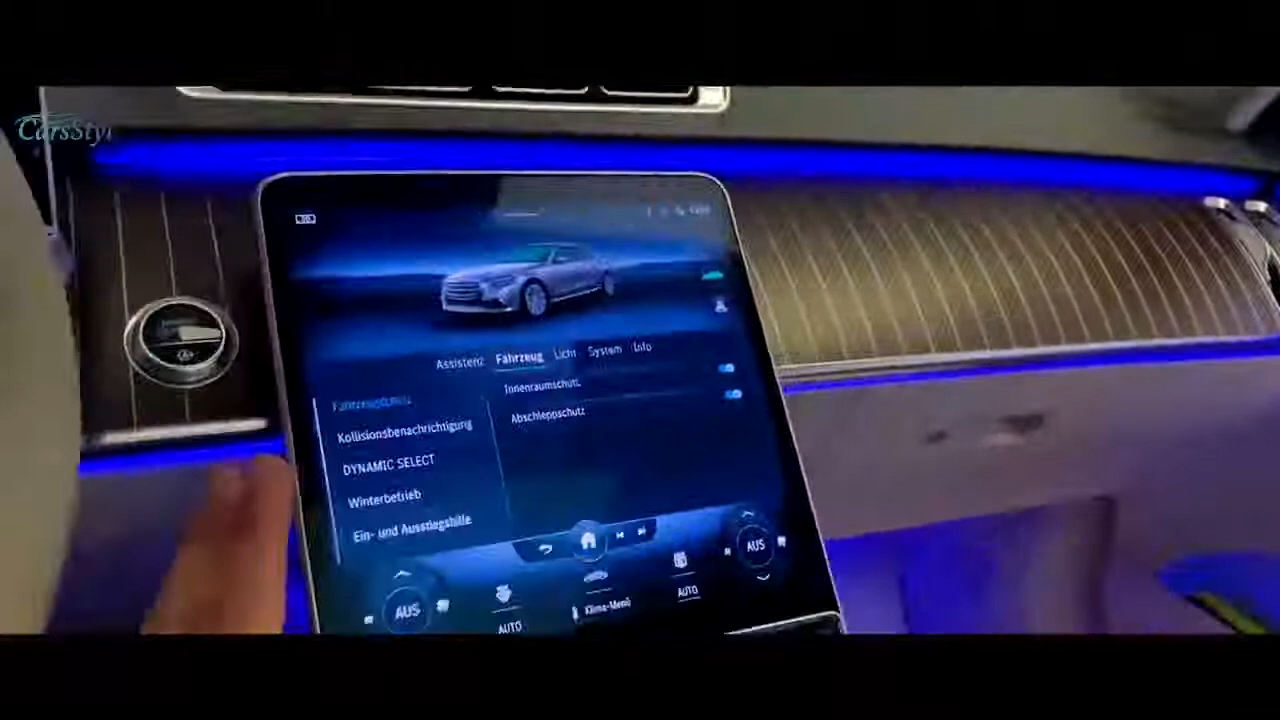 CarsStyl
Assistenz Fahrzeug Licht System Info
Innenraumschutz
Abschleppschutz
Kollisionsbenachrichtigung
DYNAMIC SELECT
Winterbetrieb
Ein- und Ausstiegshilfe
AUS
AUS
AUTO
Klima-Menü
AUTO